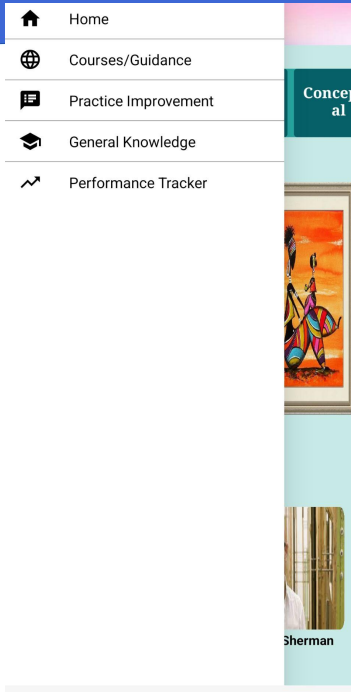 Home
Courses/Guidance
Practice Improvement
General Knowledge
Performance Tracker
Concep
al
Sherman